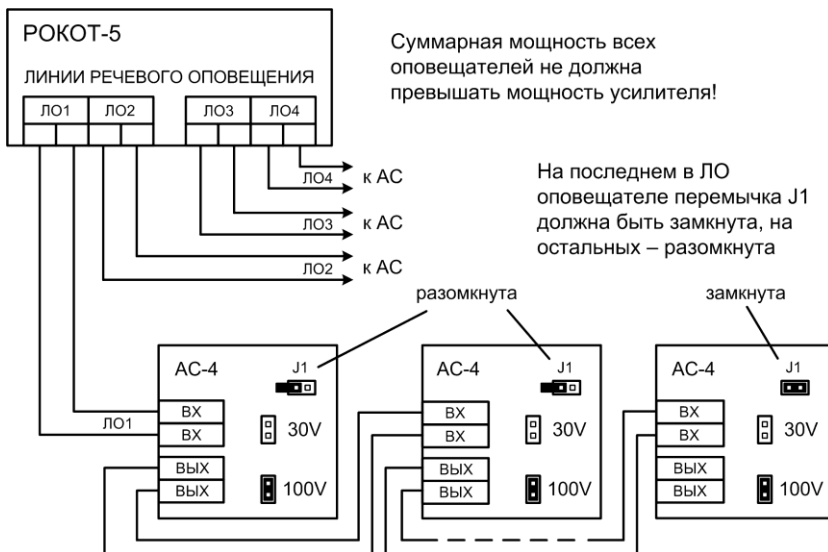 РОКОТ-5
ЛИНИИ РЕЧЕВОГО ОПОВЕЩЕНИЯ
ЛО1 ЛО2 ЛО3 ЛО4
Суммарная мощность всех
оповещателей не должна
превышать мощность усилителя!
ЛО4 к АС
ЛО3 к АС
ЛО2 к АС
На последнем в ЛО
оповещателе перемычка J1
должна быть замкнута, на
остальных – разомкнута
разомкнута
замкнута
АС-4 J1
ЛО1
ВХ
ВХ
30V
ВЫХ
ВЫХ
100V
АС-4 J1
ВХ
ВХ
30V
ВЫХ
ВЫХ
100V
АС-4 J1
ВХ
ВХ
30V
ВЫХ
ВЫХ
100V